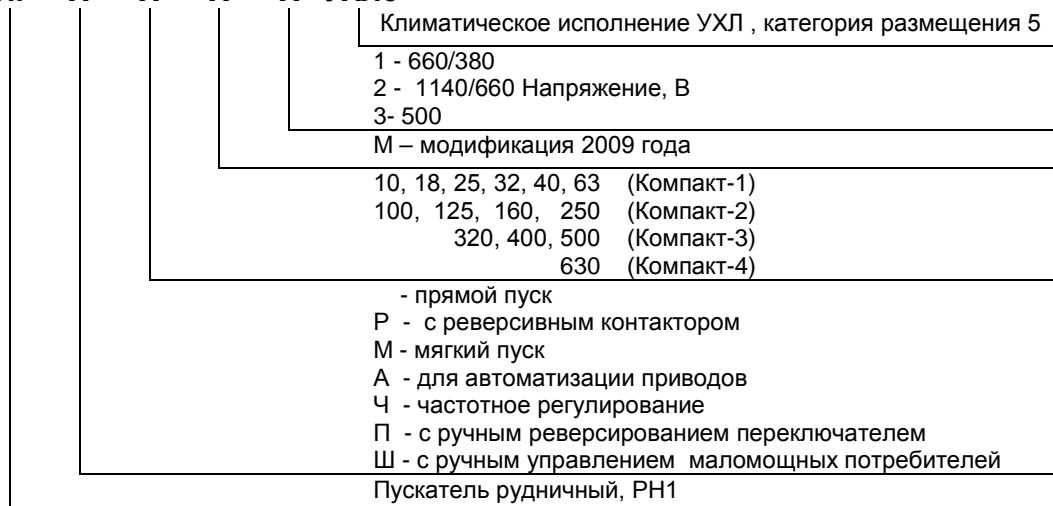 Климатическое исполнение УХЛ , категория размещения 5
1 - 660/380
2 - 1140/660 Напряжение, В
3- 500
М – модификация 2009 года
10, 18, 25, 32, 40, 63 (Компакт-1)
100, 125, 160, 250 (Компакт-2)
320, 400, 500 (Компакт-3)
630 (Компакт-4)
- прямой пуск
Р - с реверсивным контактором
М - мягкий пуск
А - для автоматизации приводов
Ч - частотное регулирование
П - с ручным реверсированием переключателем
Ш - с ручным управлением маломощных потребителей
Пускатель рудничный, РН1